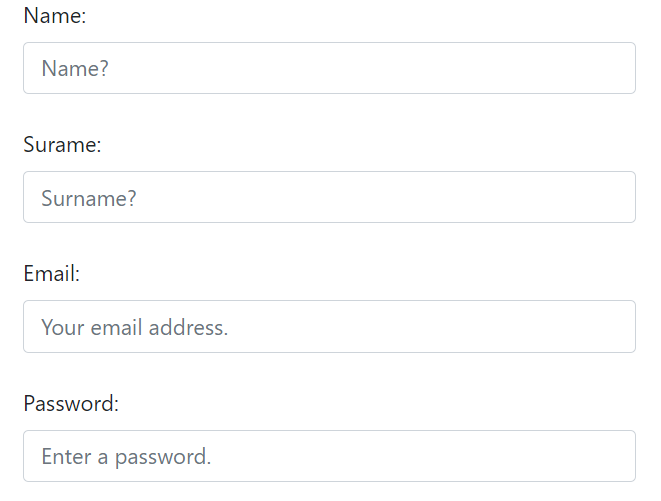 Name:
Name?
Surame:
Surname?
Email:
Your email address.
Password:
Enter a password.